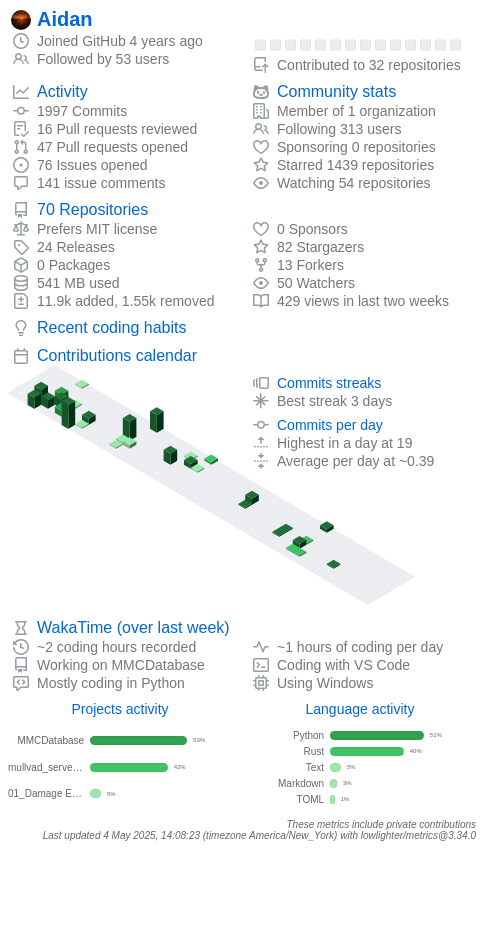 Aidan
Joined GitHub 4 years ago
Followed by 53 users
Contributed to 32 repositories
Activity
1997 Commits
16 Pull requests reviewed
47 Pull requests opened
76 Issues opened
141 issue comments
Community stats
Member of 1 organization
Following 313 users
Sponsoring 0 repositories
Starred 1439 repositories
Watching 54 repositories
70 Repositories
Prefers MIT license
24 Releases
0 Packages
541 MB used
11.9k added, 1.55k removed
0 Sponsors
82 Stargazers
13 Forkers
50 Watchers
429 views in last two weeks
Recent coding habits
Contributions calendar
Commits streaks
Best streak 3 days
Commits per day
Highest in a day at 19
Average per day at ~0.39
WakaTime (over last week)
~2 coding hours recorded
Working on MMCDatabase
Mostly coding in Python
~1 hours of coding per day
Coding with VS Code
Using Windows
Projects activity
MMCDatabase 53%
mullvad_serve... 42%
01_Damage E... 5%
Language activity
Python 51%
Rust 40%
Text 5%
Markdown 3%
TOML 1%
These metrics include private contributions
Last updated 4 May 2025, 14:08:23 (timezone America/New_York) with lowlighter/metrics@3.34.0